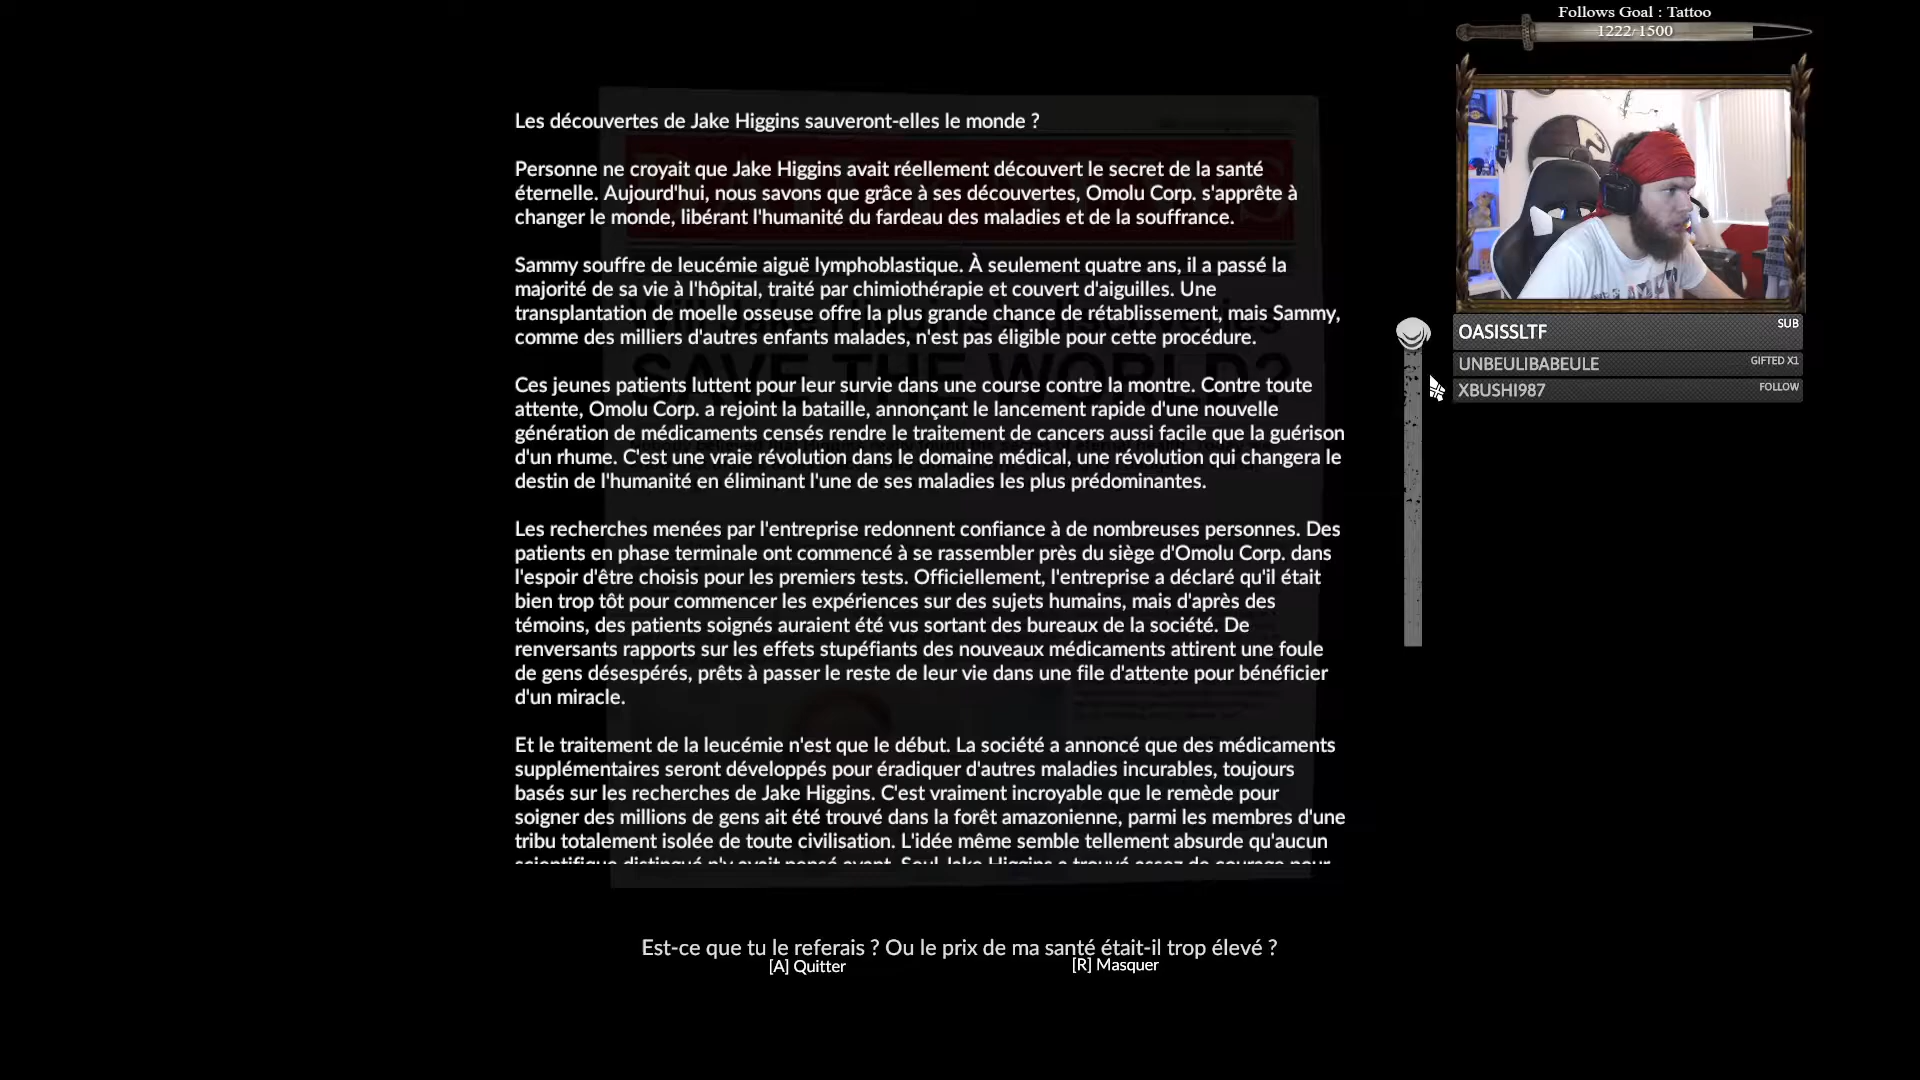 Follows Goal : Tattoo
1222/1500
Les découvertes de Jake Higgins sauveront-elles le monde ?
Personne ne croyait que Jake Higgins avait réellement découvert le secret de la santé
éternelle. Aujourd'hui, nous savons que grâce à ses découvertes, Omolu Corp. s'apprête à
changer le monde, libérant l'humanité du fardeau des maladies et de la souffrance.
Sammy souffre de leucémie aiguë lymphoblastique. À seulement quatre ans, il a passé la
majorité de sa vie à l'hôpital, traité par chimiothérapie et couvert d'aiguilles. Une
transplantation de moelle osseuse offre la plus grande chance de rétablissement, mais Sammy,
comme des milliers d'autres enfants malades, n'est pas éligible pour cette procédure.
Ces jeunes patients luttent pour leur survie dans une course contre la montre. Contre toute
attente, Omolu Corp. a rejoint la bataille, annonçant le lancement rapide d'une nouvelle
génération de médicaments censés rendre le traitement de cancers aussi facile que la guérison
d'un rhume. C'est une vraie révolution dans le domaine médical, une révolution qui changera le
destin de l'humanité en éliminant l'une de ses maladies les plus prédominantes.
Les recherches menées par l'entreprise redonnent confiance à de nombreuses personnes. Des
patients en phase terminale ont commencé à se rassembler près du siège d'Omolu Corp. dans
l'espoir d'être choisis pour les premiers tests. Officiellement, l'entreprise a déclaré qu'il était
bien trop tôt pour commencer les expériences sur des sujets humains, mais d'après des
témoins, des patients soignés auraient été vus sortant des bureaux de la société. De
renversants rapports sur les effets stupéfiants des nouveaux médicaments attirent une foule
de gens désespérés, prêts à passer le reste de leur vie dans une file d'attente pour bénéficier
d'un miracle.
Et le traitement de la leucémie n'est que le début. La société a annoncé que des médicaments
supplémentaires seront développés pour éradiquer d'autres maladies incurables, toujours
basés sur les recherches de Jake Higgins. C'est vraiment incroyable que le remède pour
soigner des millions de gens ait été trouvé dans la forêt amazonienne, parmi les membres d'une
tribu totalement isolée de toute civilisation. L'idée même semble tellement absurde qu'aucun
scientifique distingué n'y avait pensé avant. Seul Jake Higgins a trouvé assez de courage pour
SAVE THE WORLD?
Est-ce que tu le referais ? Ou le prix de ma santé était-il trop élevé ?
[A] Quitter
[R] Masquer
OASISSLTF
SUB
UNBEULIBABEULE
GIFTED X1
XBUSHI987
FOLLOW